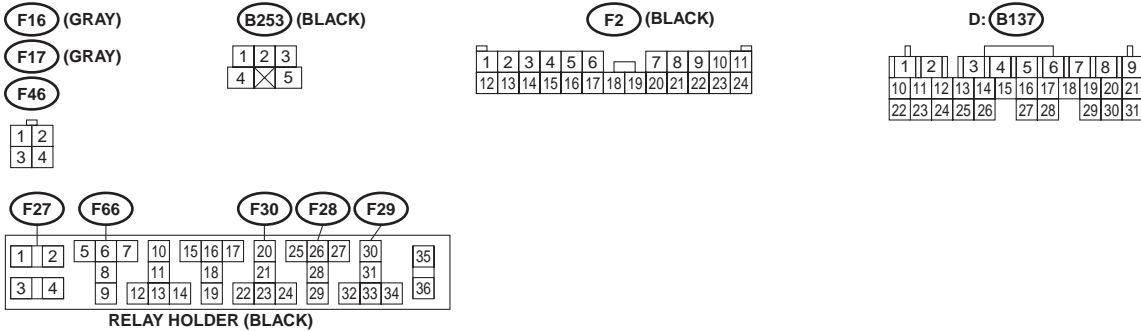 F16 (GRAY)
F17 (GRAY)
F46
1 2
3 4
B253 (BLACK)
1 2 3
4 5
F2 (BLACK)
1 2 3 4 5 6 7 8 9 10 11
12 13 14 15 16 17 18 19 20 21 22 23 24
D: B137
1 2 3 4 5 6 7 8 9
10 11 12 13 14 15 16 17 18 19 20 21
22 23 24 25 26 27 28 29 30 31
F27 F66 F30 F28 F29
1 2 5 6 7 10 15 16 17 20 25 26 27 30 35
8 11 18 21 28 31
3 4 9 12 13 14 19 22 23 24 29 32 33 34 36
RELAY HOLDER (BLACK)